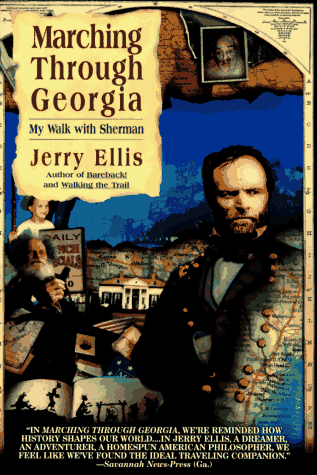 Marching
Through
Georgia
My Walk with Sherman
Jerry Ellis
Author of Bareback!
and Walking the Trail
DAILY
"IN MARCHING THROUGH GEORGIA, WE'RE REMINDED HOW
HISTORY SHAPES OUR WORLD....IN JERRY ELLIS, A DREAMER,
AN ADVENTURER, A HOMESPUN AMERICAN PHILOSOPHER, WE
FEEL LIKE WE'VE FOUND THE IDEAL TRAVELING COMPANION."
—Savannah News-Press (Ga.)